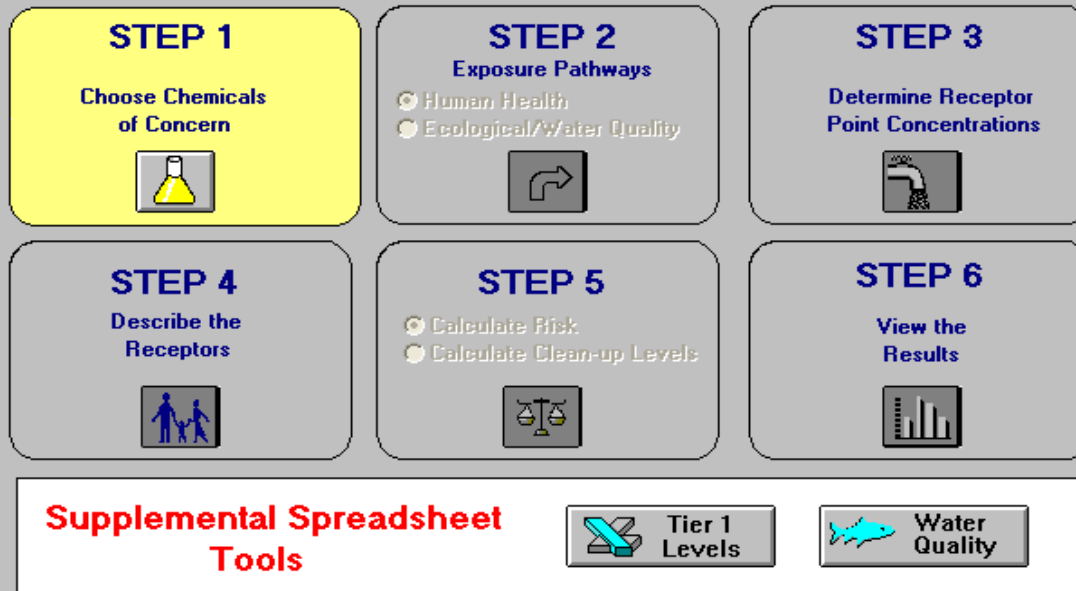 STEP 1
Choose Chemicals
of Concern
STEP 2
Exposure Pathways
Human Health
Ecological/Water Quality
STEP 3
Determine Receptor
Point Concentrations
STEP 4
Describe the
Receptors
STEP 5
Calculate Risk
Calculate Clean-up Levels
STEP 6
View the
Results
Supplemental Spreadsheet
Tools
Tier 1
Levels
Water
Quality